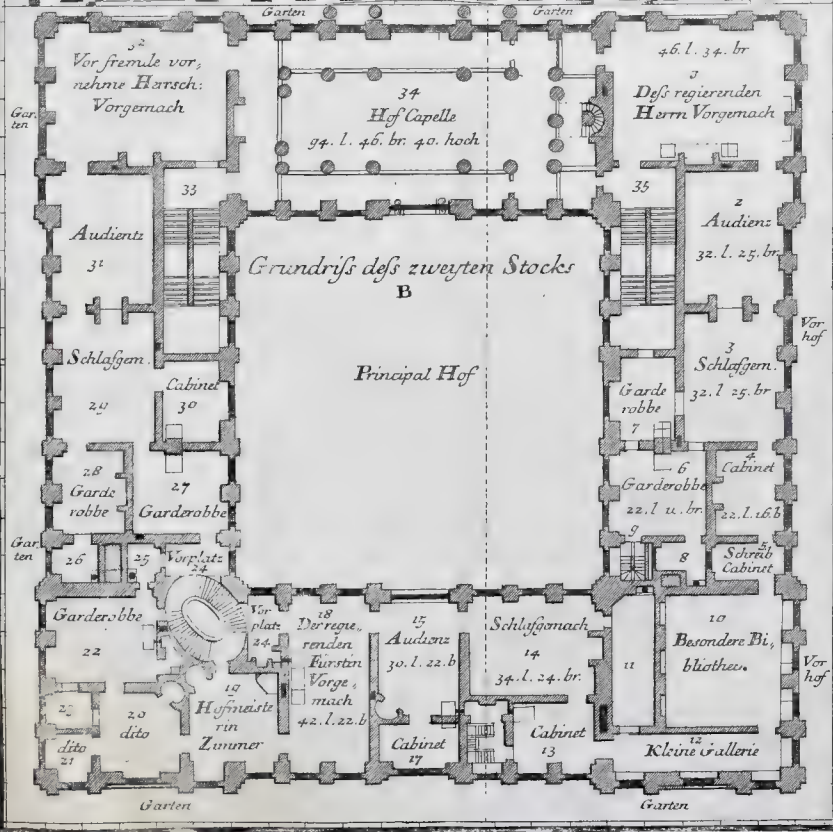 Garten
Garten
32
Vor fremde vor,
nehme Harsch:
Vorgemach
34
Hof Capelle
94. l. 46. br. 40. hoch
46. l. 34. br
1
Deſs regierenden
Herrn Vorgemach
Gar.
ten
33
35
Audientz
31
2
Audienz
32. l. 25. br.
Grundriſs deſs zweyten Stocks
B
Principal Hof
Vor
hof
Schlafgem.
29
Cabinet
30
Garde
robbe
7
3
Schlafgem.
32. l 25. br
28
Garde
robbe
27
Garderobbe
6
Garderobbe
22. l u. br.
4
Cabinet
22. l. 16. b
Gar.
ten
26
25
Vorplatz
24
9
8
5
Schreib
Cabinet
Garderobbe
22
Vor
platz
24
18
Der regie,
renden
Fürstin
Vorge,
mach
42. l. 22. b
15
Audienz
30. l. 22. b
Schlafgemach
14
34. l. 24. br.
11
10
Besondere Bi,
bliothec.
Vor
hof
23
dito
21
20
dito
19
Hofmeiste
rin
Zimmer
Cabinet
17
Cabinet
13
12
Kleine Gallerie
Garten
Garten